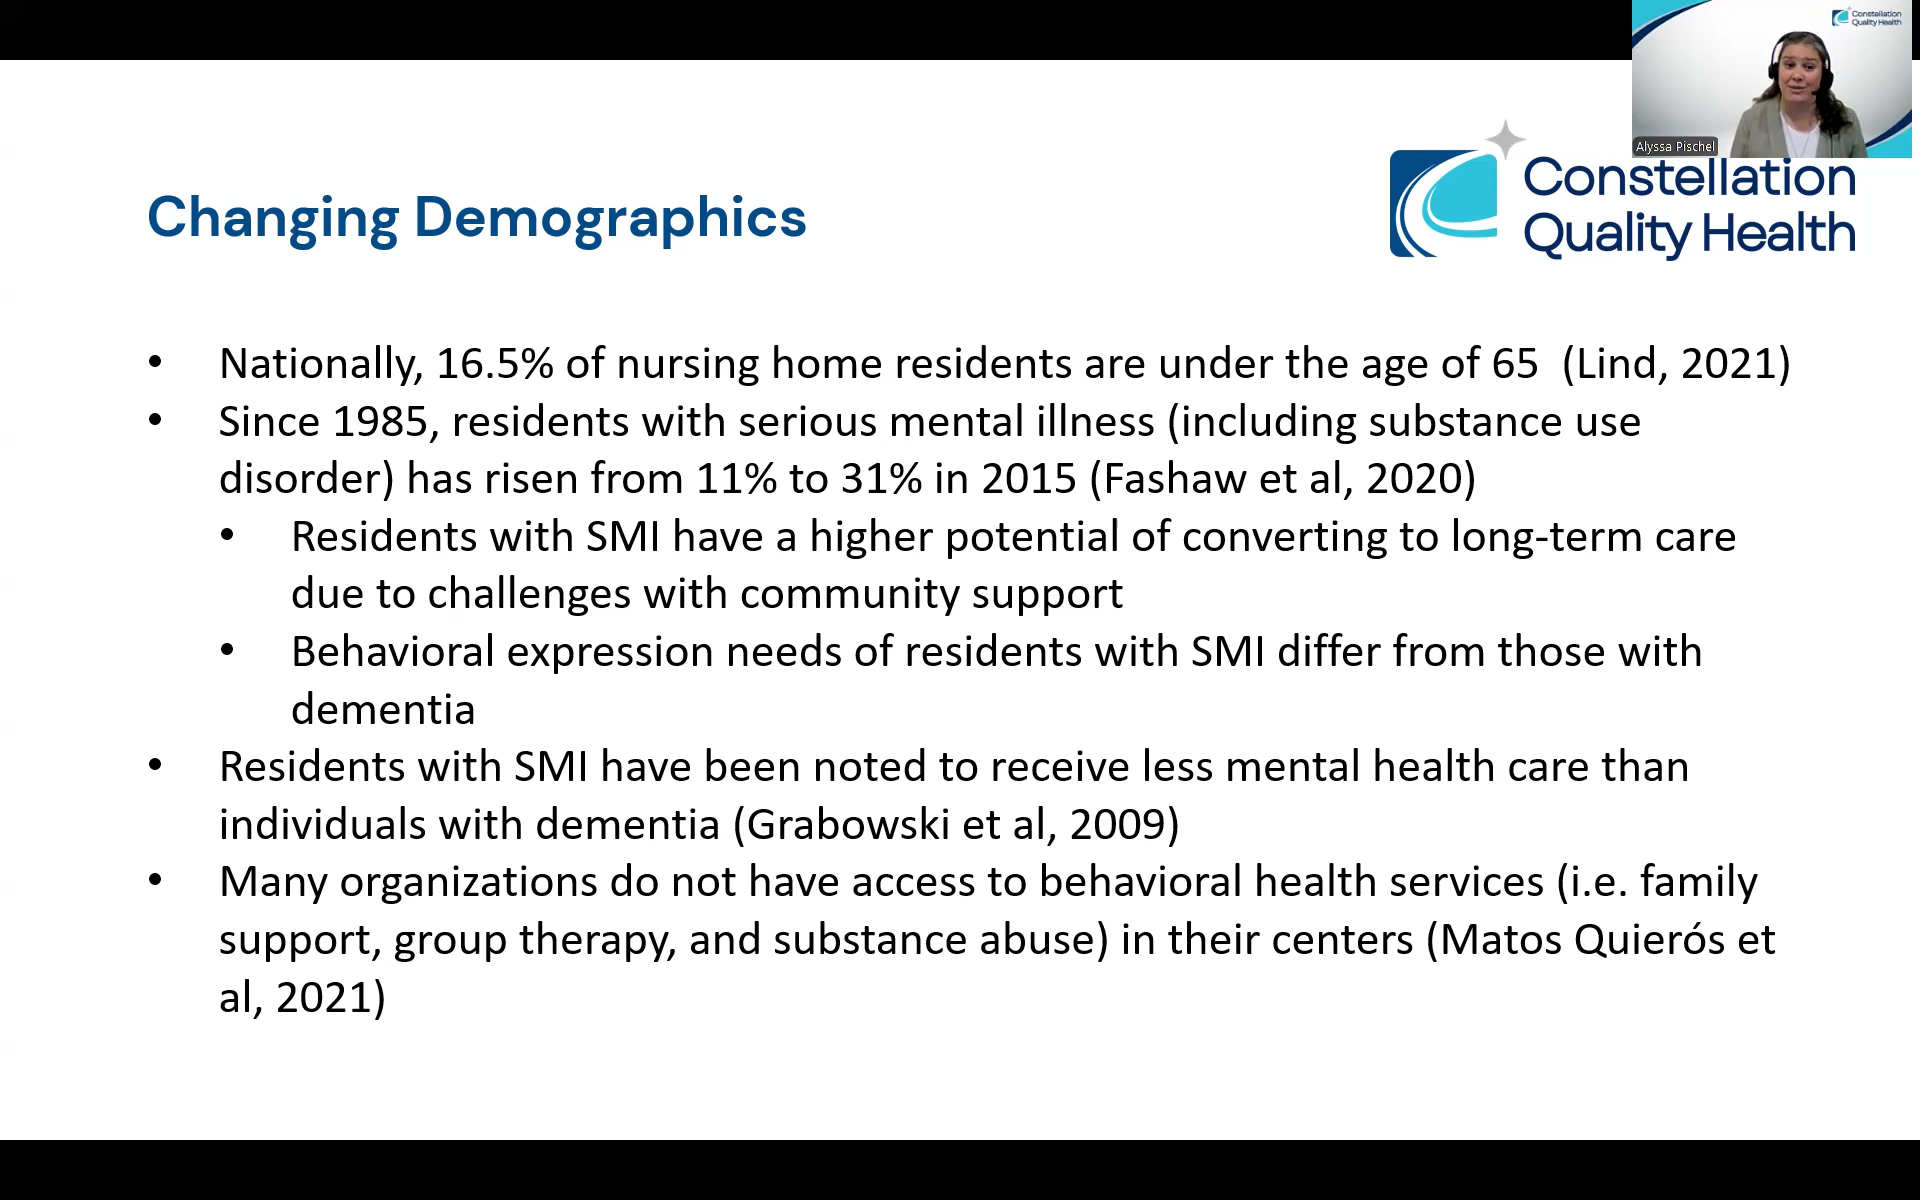 Constellation
Quality Health
Alyssa Pischel
Constellation
Quality Health
Changing Demographics
• Nationally, 16.5% of nursing home residents are under the age of 65  (Lind, 2021)
• Since 1985, residents with serious mental illness (including substance use
disorder) has risen from 11% to 31% in 2015 (Fashaw et al, 2020)
• Residents with SMI have a higher potential of converting to long-term care
due to challenges with community support
• Behavioral expression needs of residents with SMI differ from those with
dementia
• Residents with SMI have been noted to receive less mental health care than
individuals with dementia (Grabowski et al, 2009)
• Many organizations do not have access to behavioral health services (i.e. family
support, group therapy, and substance abuse) in their centers (Matos Quierós et
al, 2021)